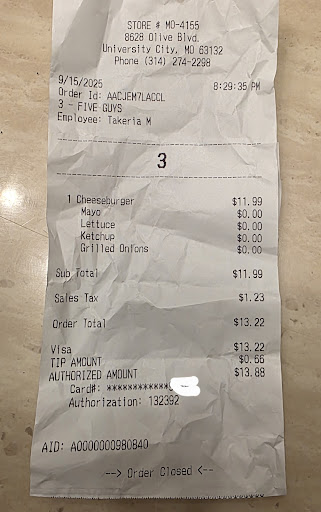 STORE # MO-4155
8628 Olive Blvd.
University City, MO 63132
Phone (314) 274-2298
9/15/2025 8:29:35 PM
Order Id: AACJEM7LACCL
3 - FIVE GUYS
Employee: Takeria M
3
1 Cheeseburger $11.99
Mayo $0.00
Lettuce $0.00
Ketchup $0.00
Grilled Onions $0.00
Sub Total $11.99
Sales Tax $1.23
Order Total $13.22
Visa $13.22
TIP AMOUNT $0.66
AUTHORIZED AMOUNT $13.88
Card#: ************
Authorization: 132392
AID: A0000000980840
--> Order Closed <--